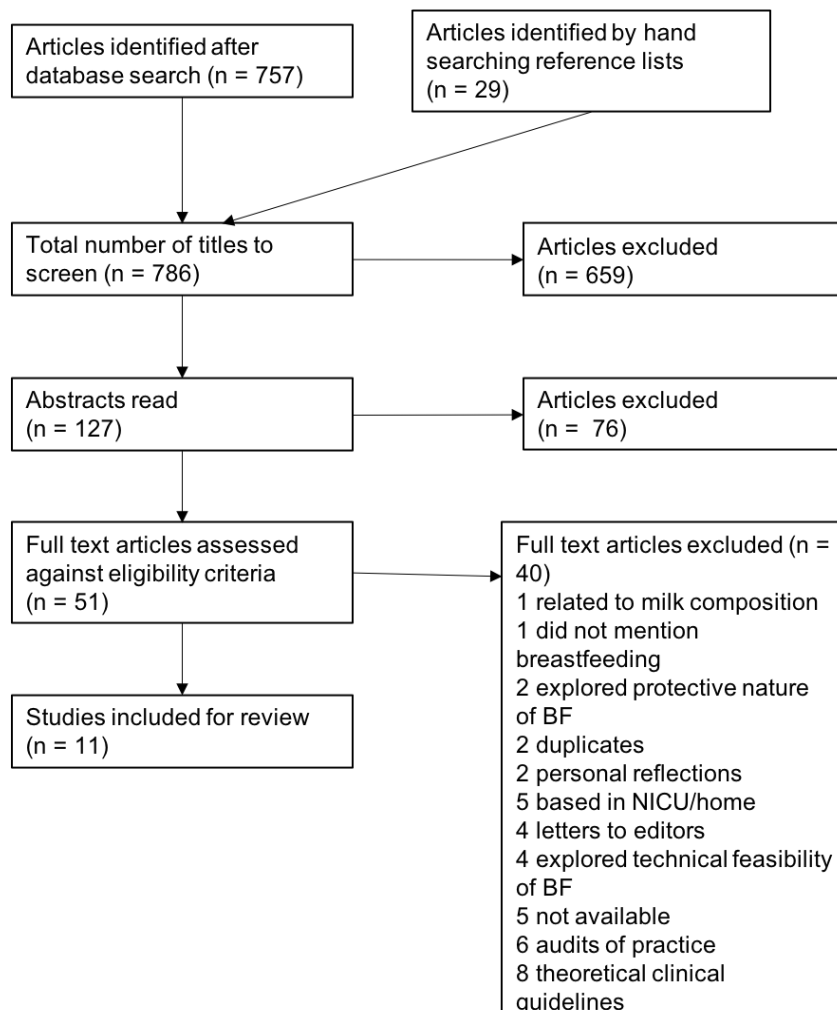 Articles identified after
database search (n = 757)
Articles identified by hand
searching reference lists
(n = 29)
Total number of titles to
screen (n = 786)
Articles excluded
(n = 659)
Abstracts read
(n = 127)
Articles excluded
(n =  76)
Full text articles assessed
against eligibility criteria
(n = 51)
Full text articles excluded (n =
40)
1 related to milk composition
1 did not mention
breastfeeding
2 explored protective nature
of BF
2 duplicates
2 personal reflections
5 based in NICU/home
4 letters to editors
4 explored technical feasibility
of BF
5 not available
6 audits of practice
8 theoretical clinical
guidelines
Studies included for review
(n = 11)